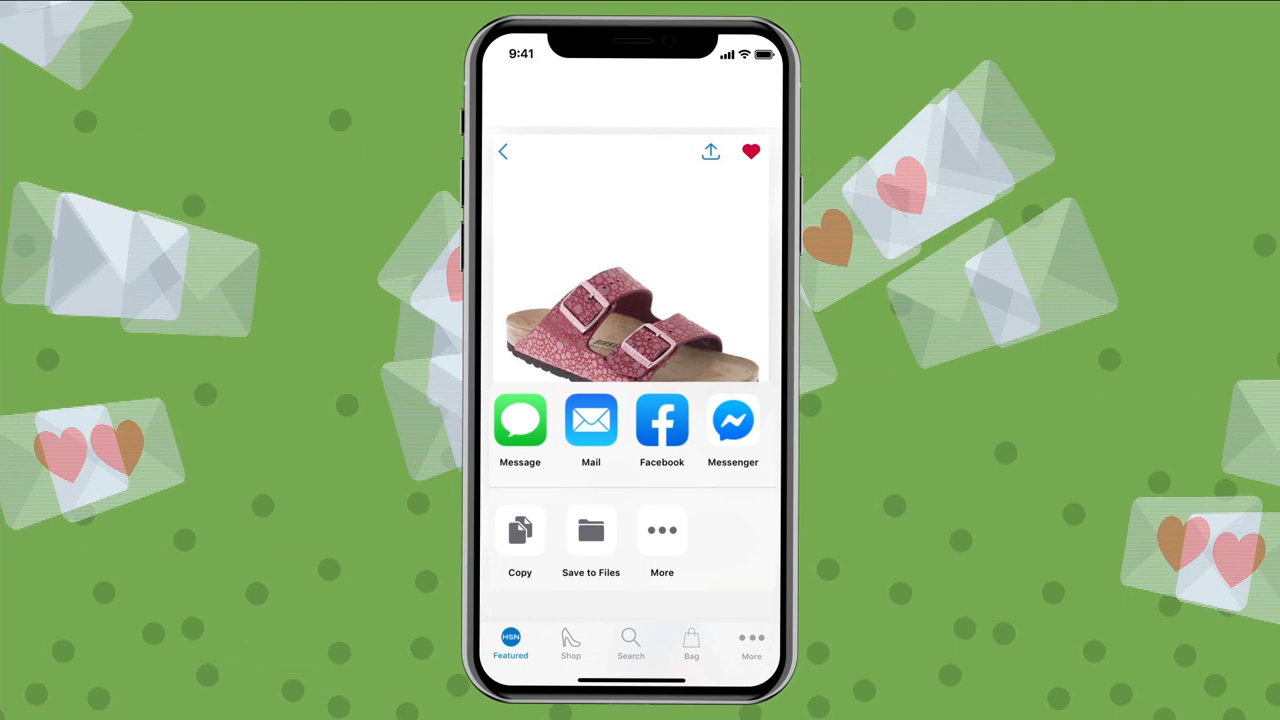 9:41
Message Mail Facebook Messenger
Copy Save to Files More
HSN
Featured Shop Search Bag More